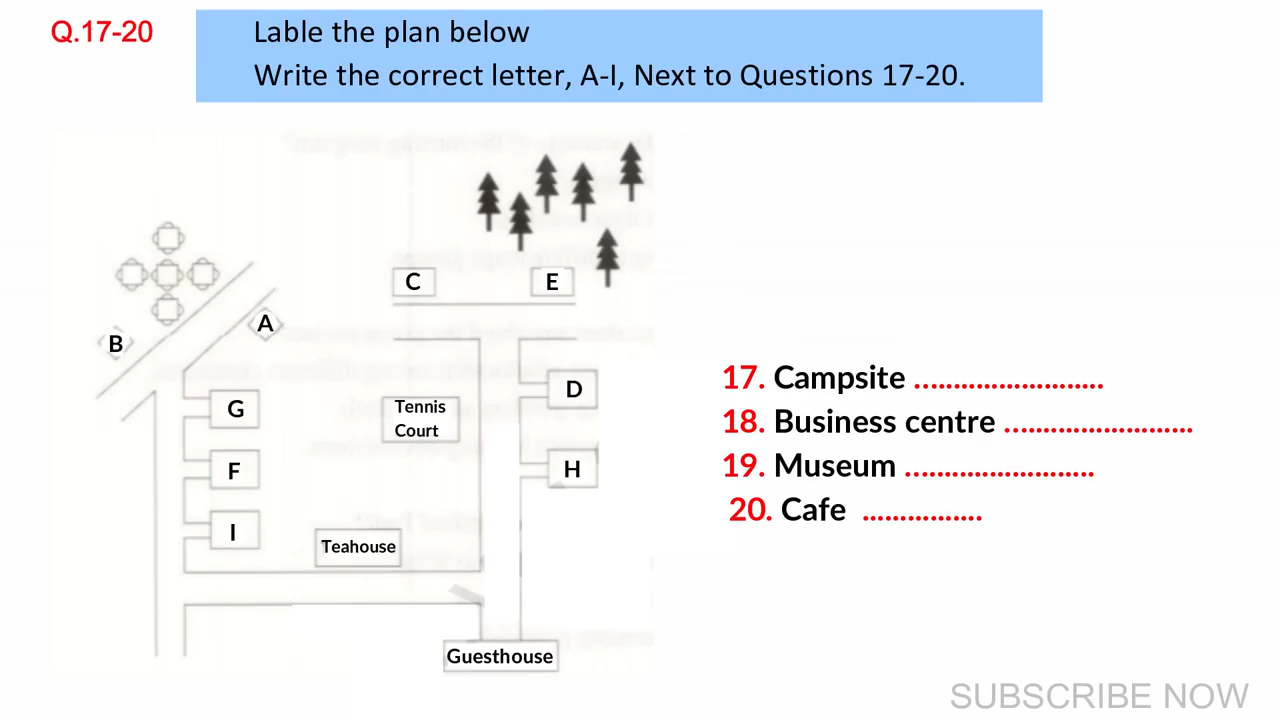 Q.17-20
Lable the plan below
Write the correct letter, A-I, Next to Questions 17-20.
C
E
A
B
D
G
Tennis
Court
F
H
I
Teahouse
Guesthouse
17. Campsite ........................
18. Business centre ........................
19. Museum ........................
20. Cafe ................
SUBSCRIBE NOW